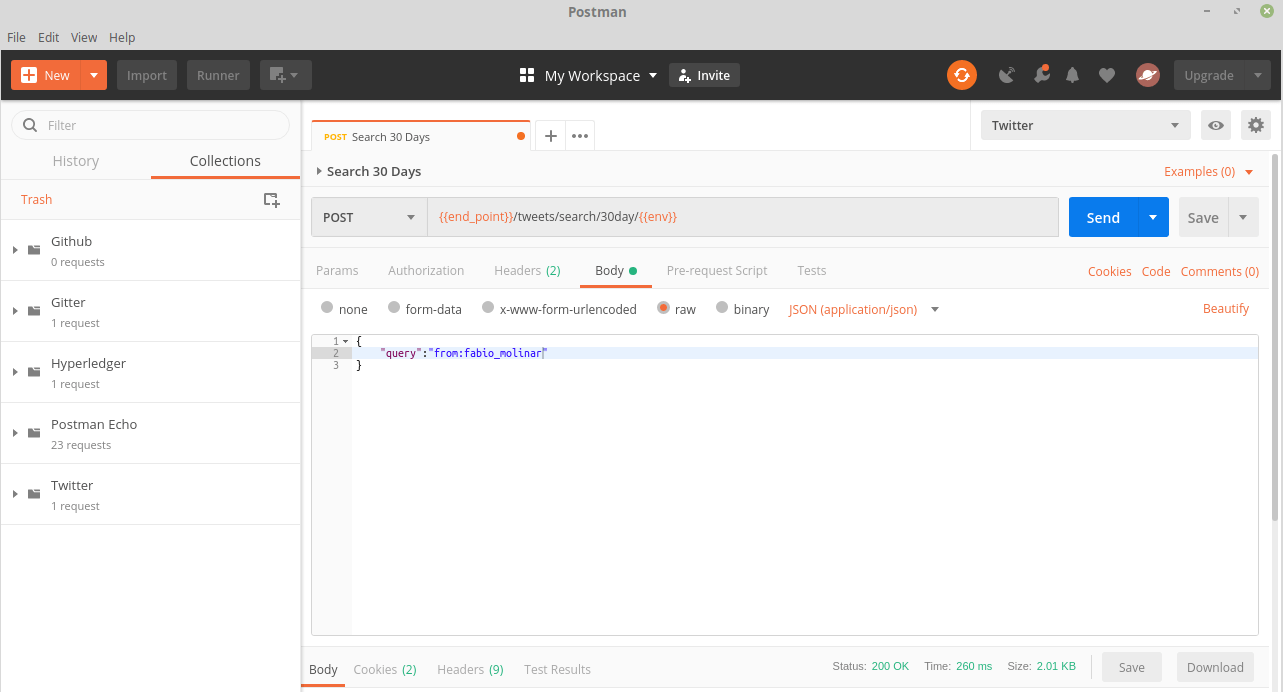 Postman
File Edit View Help
New Import Runner My Workspace Invite Upgrade
Filter
History Collections
Trash
Github
0 requests
Gitter
1 request
Hyperledger
1 request
Postman Echo
23 requests
Twitter
1 request
POST Search 30 Days
Twitter
Search 30 Days Examples (0)
POST {{end_point}}/tweets/search/30day/{{env}} Send Save
Params Authorization Headers (2) Body Pre-request Script Tests Cookies Code Comments (0)
none form-data x-www-form-urlencoded raw binary JSON (application/json) Beautify
1 {
2 "query":"from:fabio_molinar"
3 }
Body Cookies (2) Headers (9) Test Results Status: 200 OK Time: 260 ms Size: 2.01 KB Save Download